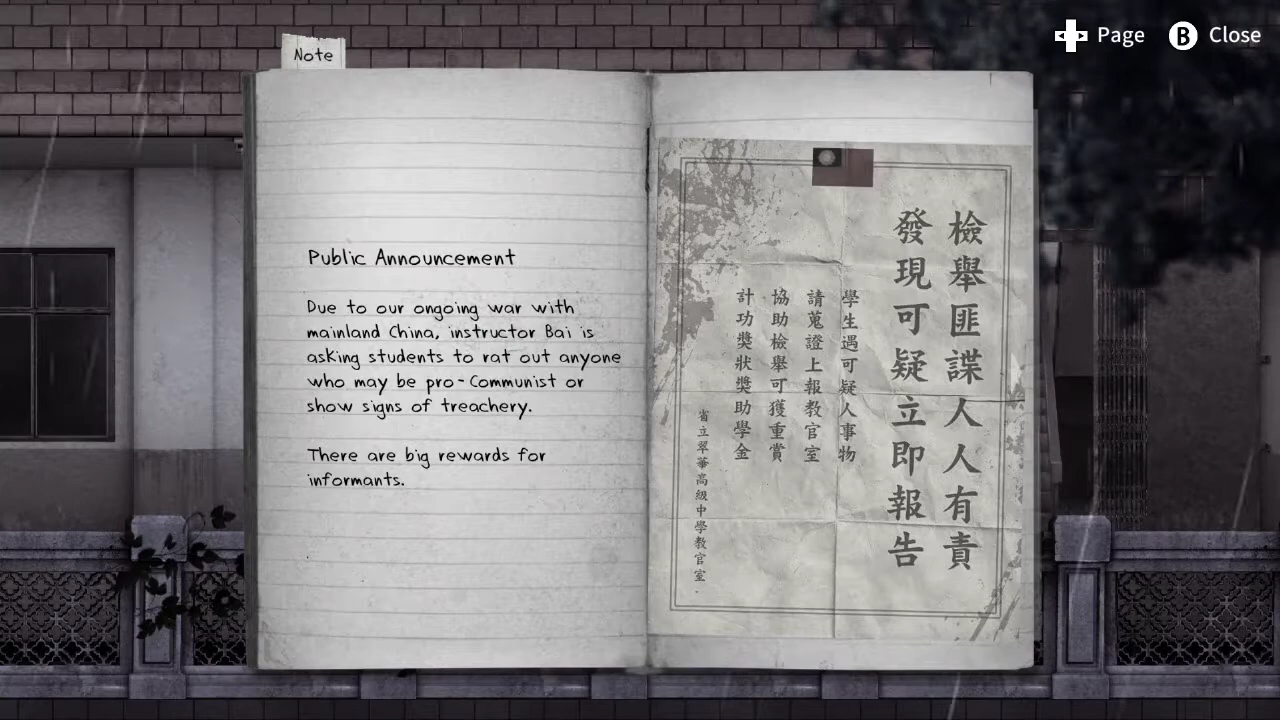 Page
B
Close
Note
Public Announcement
Due to our ongoing war with
mainland China, instructor Bai is
asking students to rat out anyone
who may be pro-Communist or
show signs of treachery.
There are big rewards for
informants.
檢舉匪諜人人有責
發現可疑立即報告
學生遇可疑人事物
請蒐證上報教官室
協助檢舉可獲重賞
計功獎狀獎助學金
省立翠華高級中學教官室